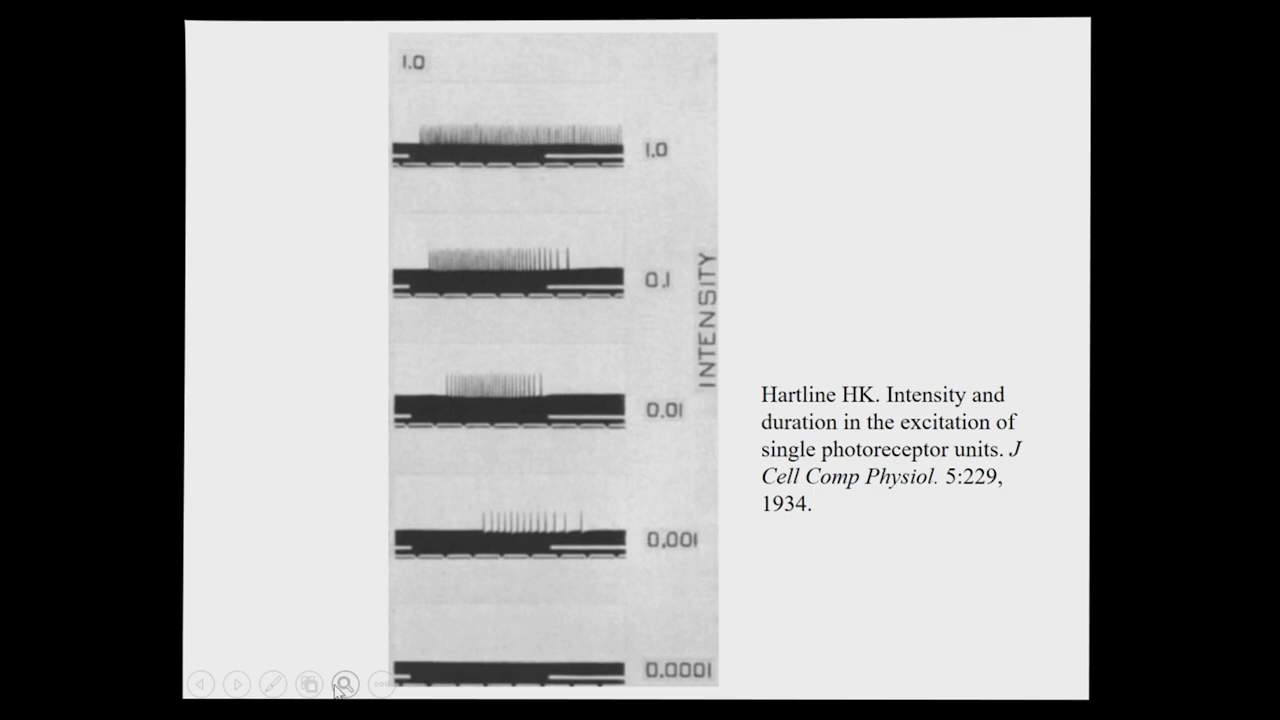 1.0
1.0
0.1
0.01
0.001
0.0001
INTENSITY
Hartline HK. Intensity and
duration in the excitation of
single photoreceptor units. J
Cell Comp Physiol. 5:229,
1934.